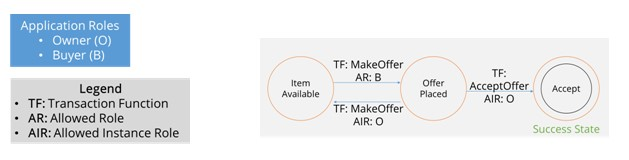 Application Roles
• Owner (O)
• Buyer (B)
Legend
• TF: Transaction Function
• AR: Allowed Role
• AIR: Allowed Instance Role
Item
Available
TF: MakeOffer
AR: B
TF: MakeOffer
AIR: O
Offer
Placed
TF:
AcceptOffer
AIR: O
Accept
Success State